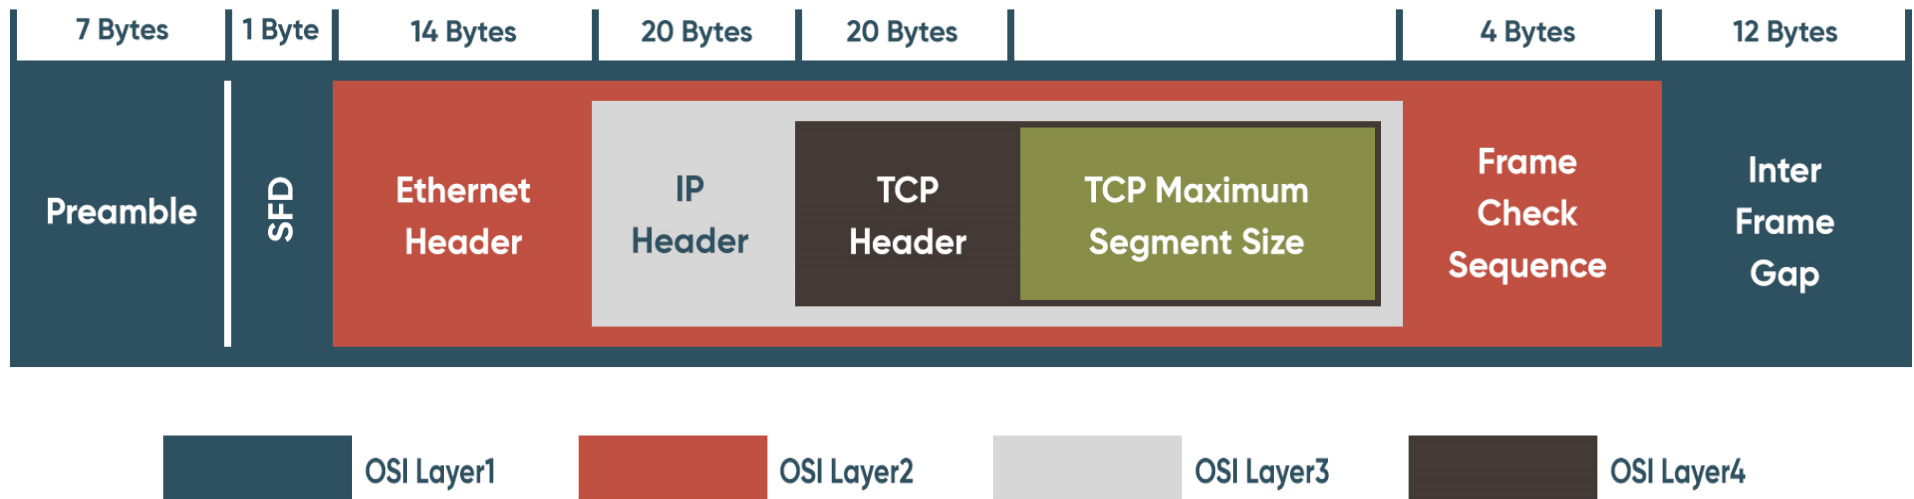 7 Bytes
1 Byte
14 Bytes
20 Bytes
20 Bytes
4 Bytes
12 Bytes
Preamble
SFD
Ethernet
Header
IP
Header
TCP
Header
TCP Maximum
Segment Size
Frame
Check
Sequence
Inter
Frame
Gap
OSI Layer1
OSI Layer2
OSI Layer3
OSI Layer4